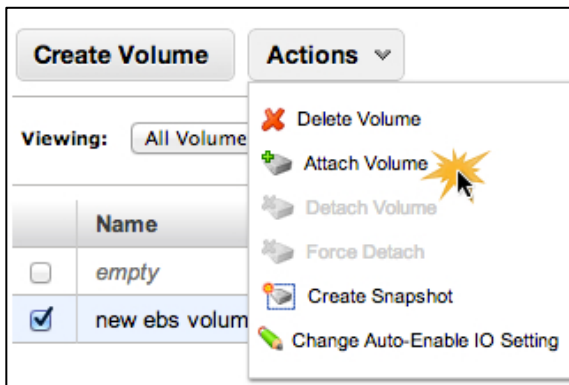 Create Volume
Actions
Delete Volume
Viewing:
All Volume
Attach Volume
Detach Volume
Name
Force Detach
empty
Create Snapshot
new ebs volum
Change Auto-Enable IO Setting